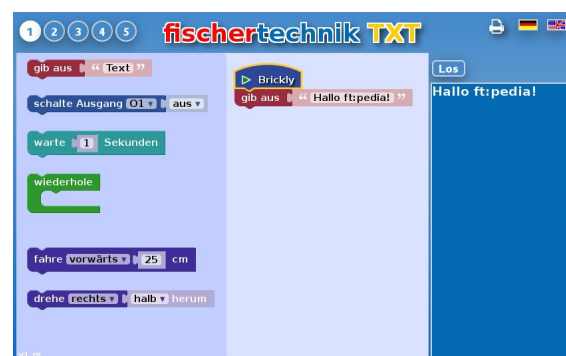 1 2 3 4 5 fischertechnik TXT
gib aus “ Text ”
schalte Ausgang O1 ▾ aus ▾
warte 1 Sekunden
wiederhole
fahre vorwärts ▾ 25 cm
drehe rechts ▾ halb ▾ herum
Brickly
gib aus “ Hallo ft:pedia! ”
Los
Hallo ft:pedia!